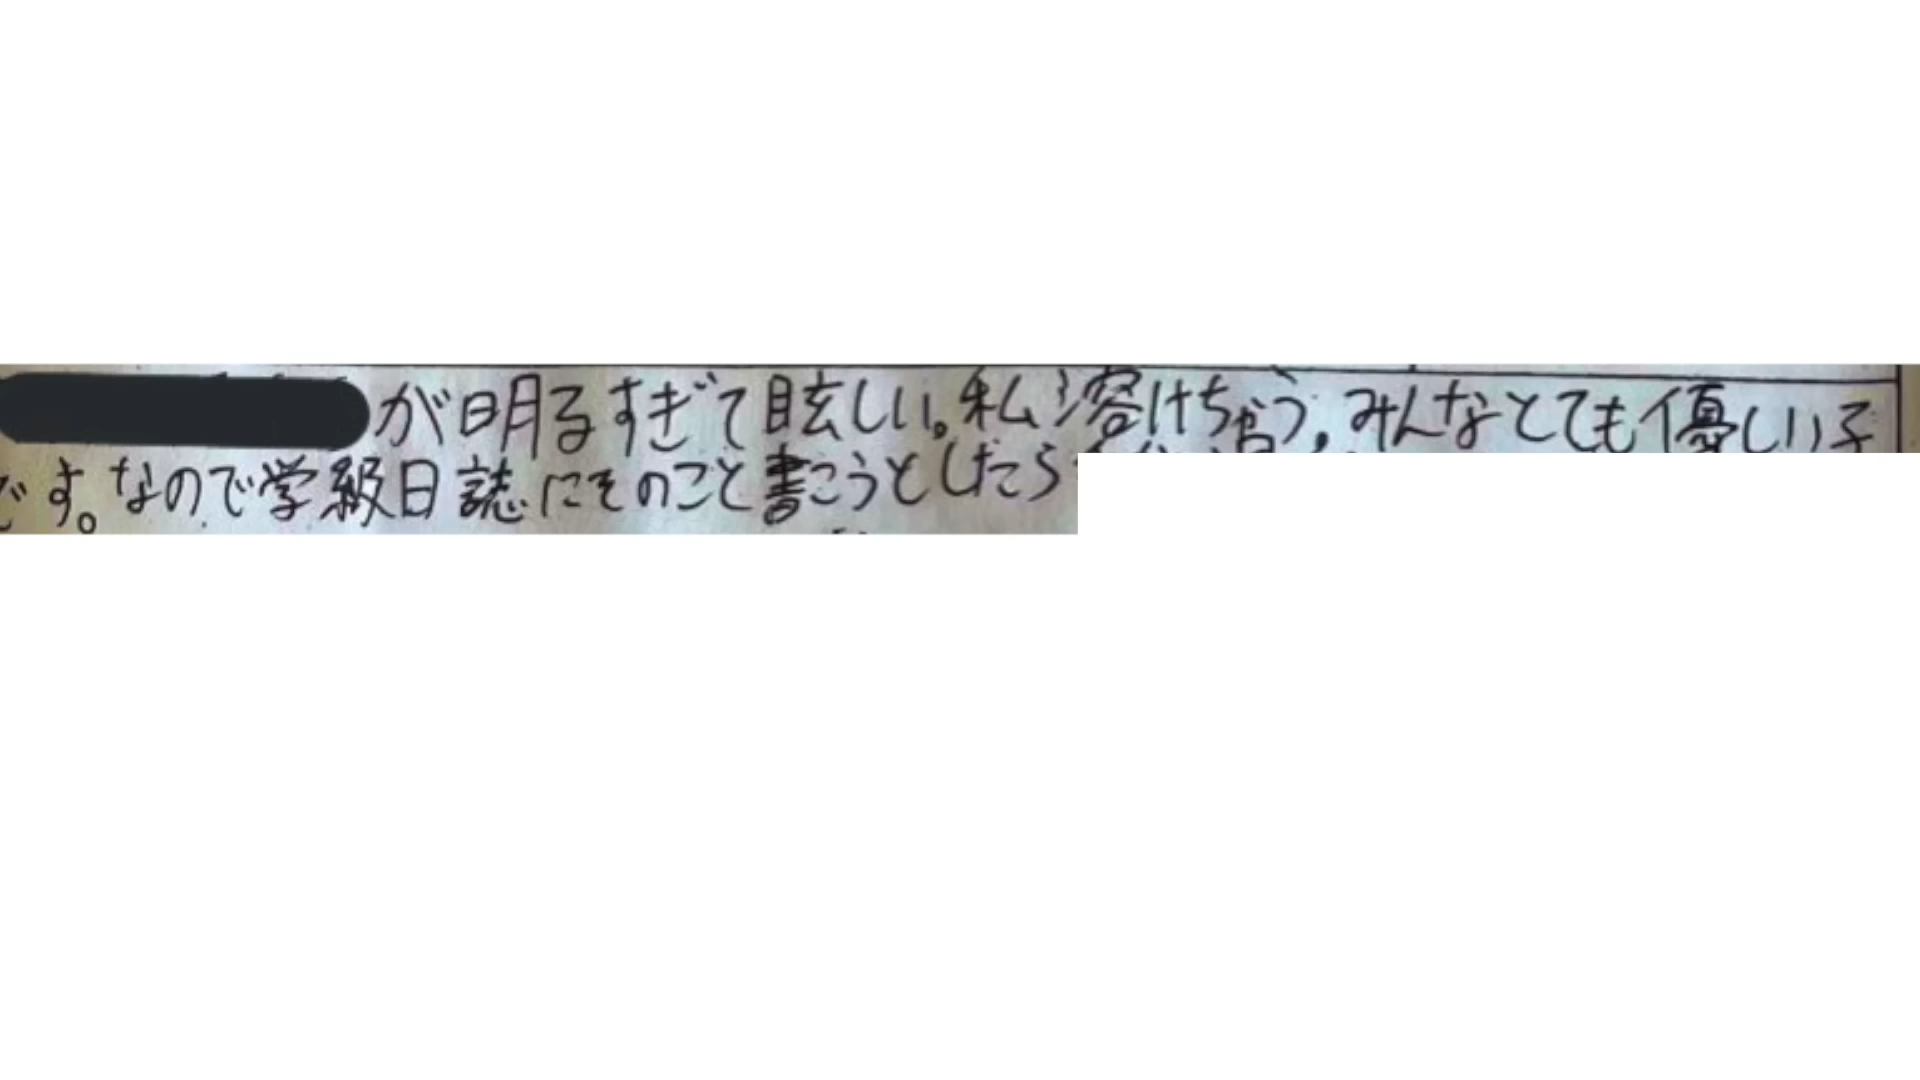 が明るすぎて眩しい。私溶けちゃう。みんなとても優しい子
です。なので学級日誌にそのこと書こうとしたら